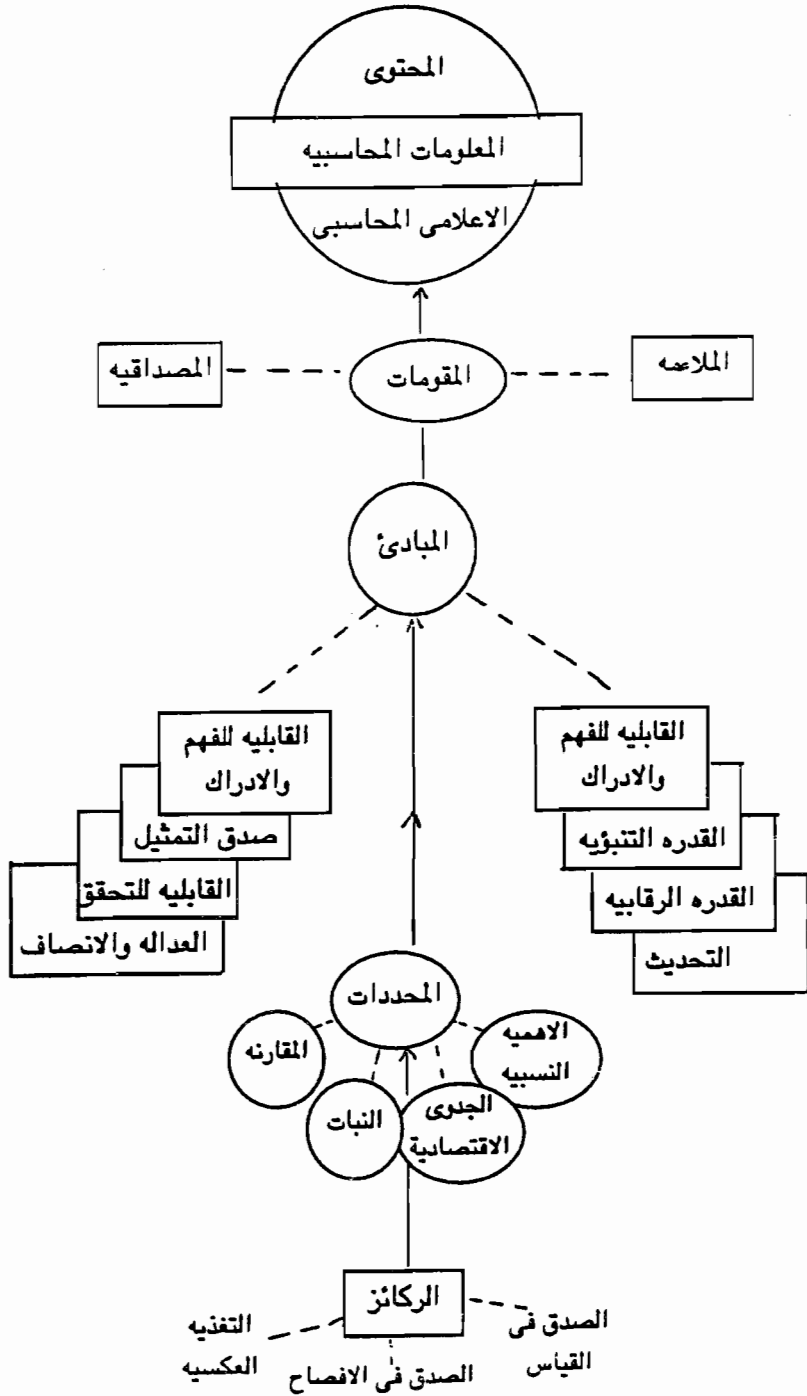 المحتوى
المعلومات المحاسبيه
الاعلامى المحاسبى
الملاءمه
المقومات
المصداقيه
المبادئ
القابليه للفهم
والادراك
القدره التنبؤيه
القدره الرقابيه
التحديث
القابليه للفهم
والادراك
صدق التمثيل
القابليه للتحقق
العداله والانصاف
المحددات
الاهميه
النسبيه
الجدوى
الاقتصادية
النبات
المقارنه
الركائز
الصدق فى
القياس
الصدق فى الافصاح
التغذيه
العكسيه